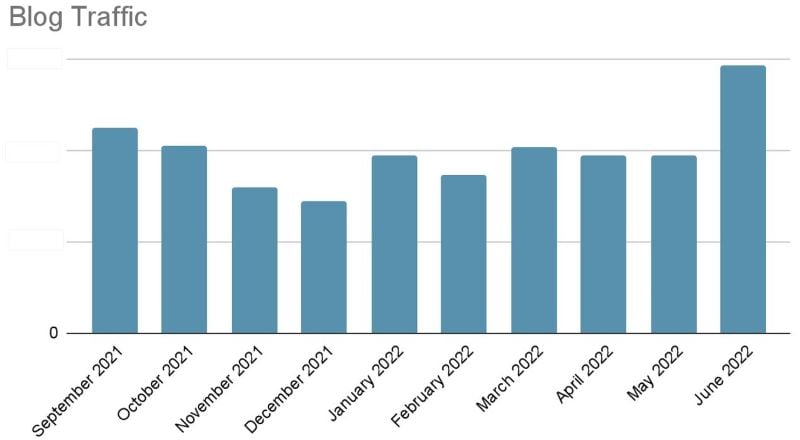 Blog Traffic
0
September 2021
October 2021
November 2021
December 2021
January 2022
February 2022
March 2022
April 2022
May 2022
June 2022